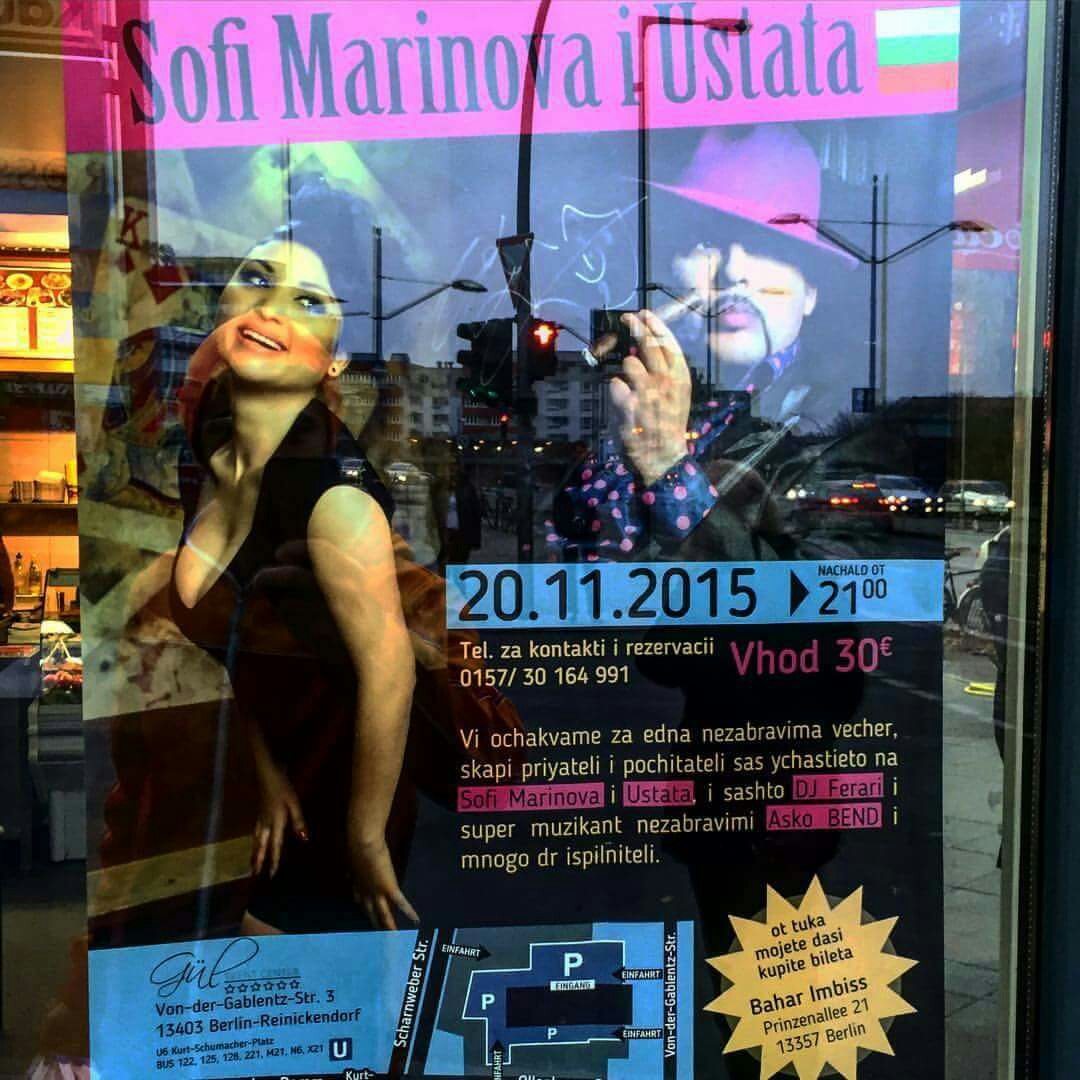 Sofi Marinova i Ustata
20.11.2015
NACHALO OT
21⁰⁰
Tel. za kontakti i rezervacii
0157/ 30 164 991
Vhod 30€
Vi ochakvame za edna nezabravima vecher,
skapi priyateli i pochitateli sas ychastieto na
Sofi Marinova i Ustata, i sashto DJ Ferari i
super muzikant nezabravimi Asko BEND i
mnogo dr ispilniteli.
ot tuka
mojete dasi
kupite bileta
Bahar Imbiss
Prinzenallee 21
13357 Berlin
Gül
EVENT CENTER
Von-der-Gablentz-Str. 3
13403 Berlin-Reinickendorf
U6 Kurt-Schumacher-Platz
BUS 122, 125, 128, 221, M21, N6, X21 U
Scharnweber Str.
EINFAHRT
P
EINGANG
EINFAHRT
P
P
EINFAHRT
EINFAHRT
Von-der-Gablentz-Str.
Kurt-
K